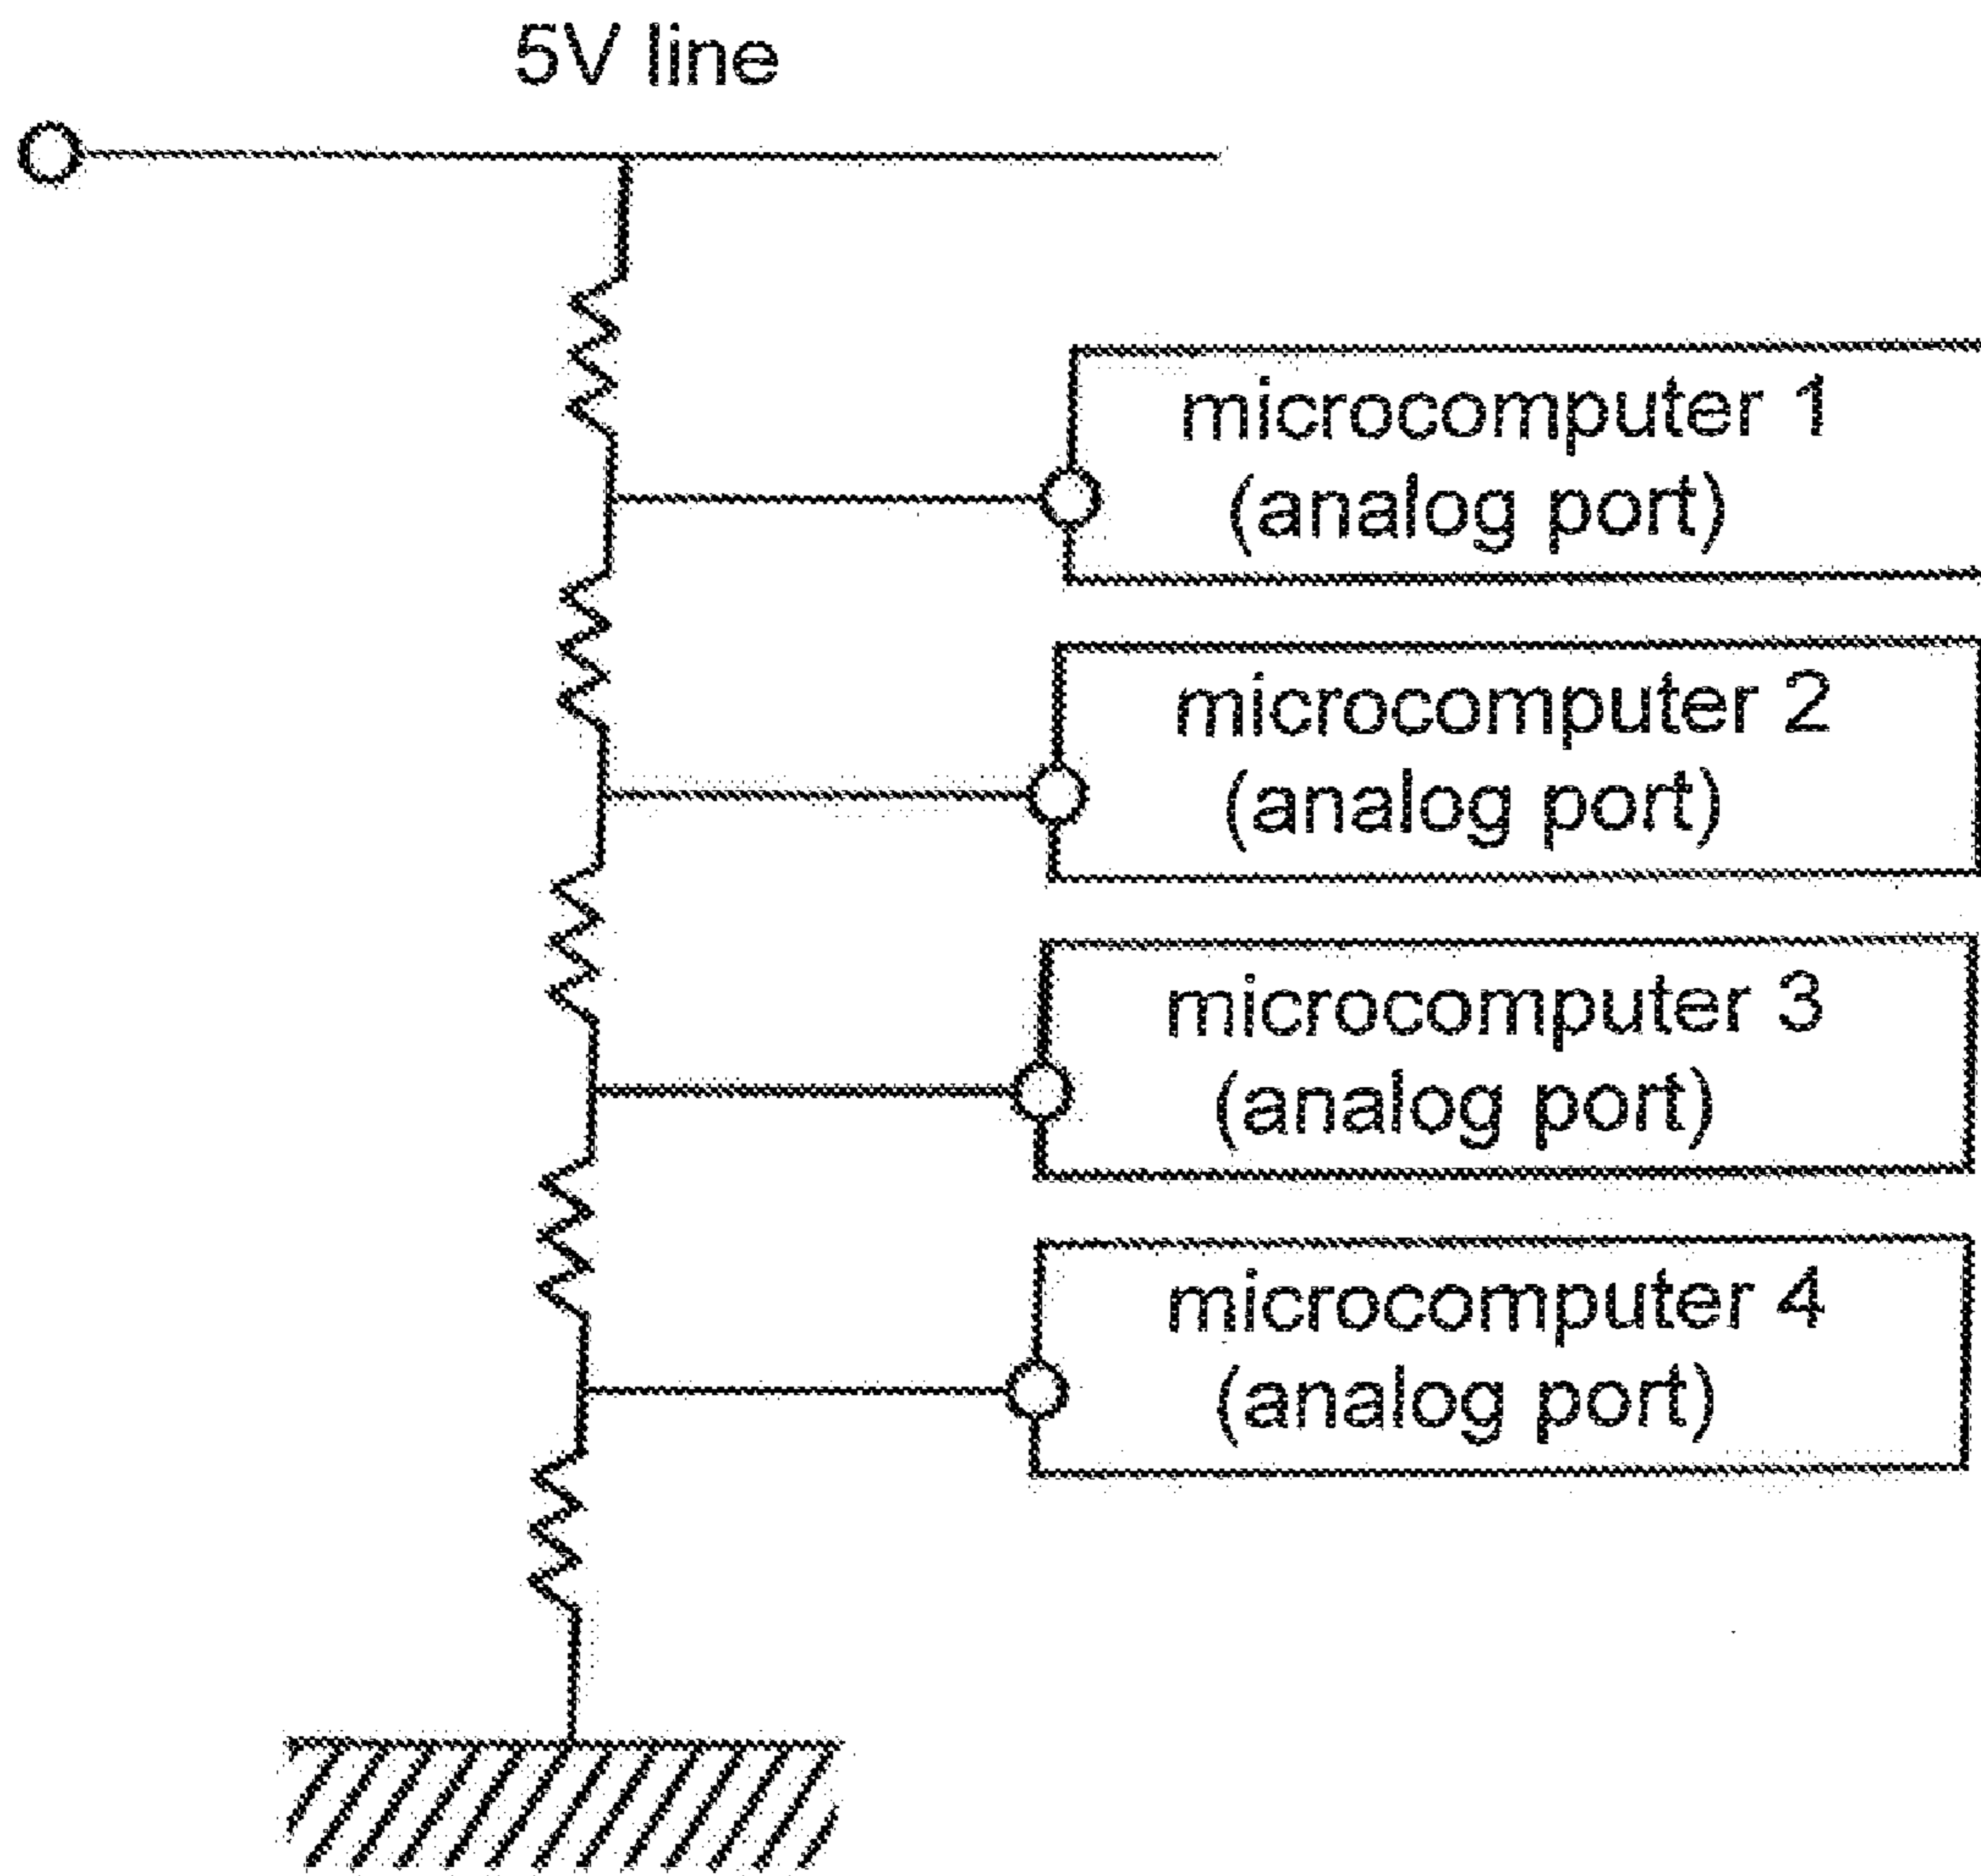 5V line
microcomputer 1
(analog port)
microcomputer 2
(analog port)
microcomputer 3
(analog port)
microcomputer 4
(analog port)